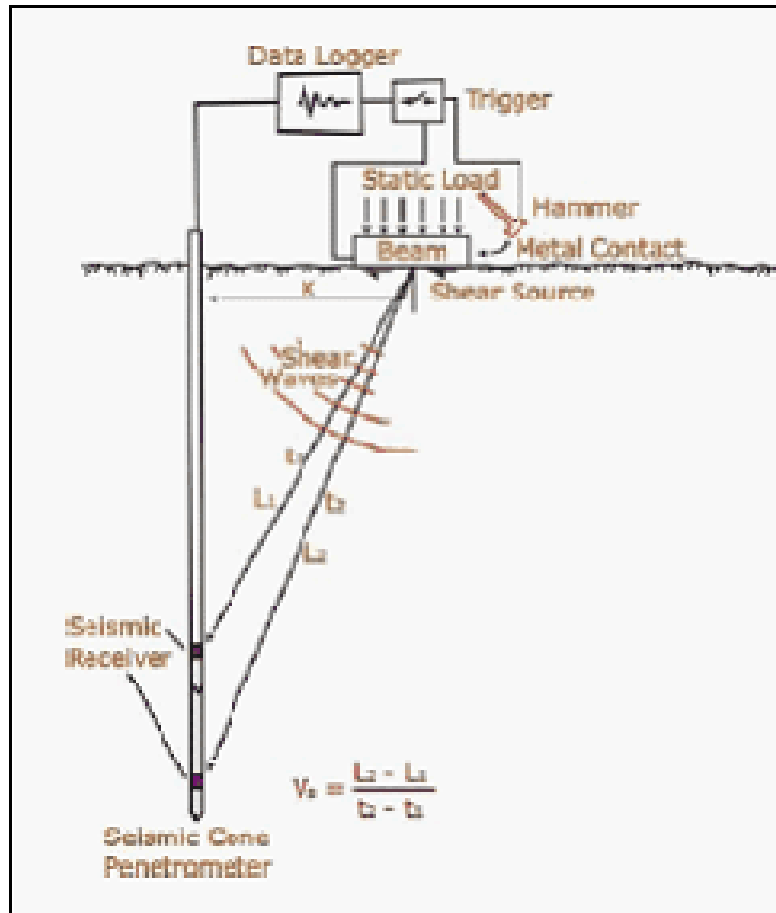 Data Logger
Trigger
Static Load
Hammer
Beam
Metal Contact
Shear Source
Shear
Waves
L₁
t₂
L₂
Seismic
Receiver
Vₛ = (L₂ - L₁) / (t₂ - t₁)
Seismic Cone
Penetrometer